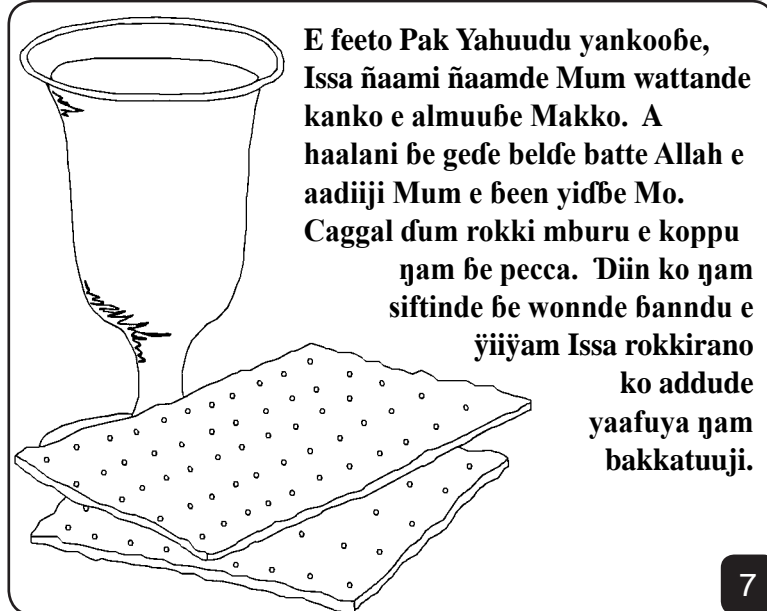 E feeto Pak Yahuudu yankooɓe,
Issa ñaami ñaamde Mum wattande
kanko e almuuɓe Makko. A
haalani ɓe geɗe belɗe batte Allah e
aadiiji Mum e ɓeen yiɗɓe Mo.
Caggal ɗum rokki mburu e koppu
ŋam ɓe pecca. Ɗiin ko ŋam
siftinde ɓe wonnde ɓanndu e
ÿiiÿam Issa rokkirano
ko addude
yaafuya ŋam
bakkatuuji.
7